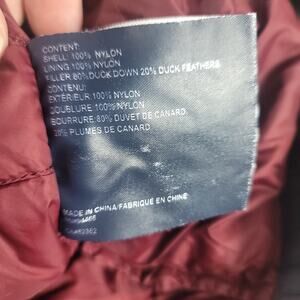 CONTENT:
SHELL: 100% NYLON
LINING 100% NYLON
FILLER: 80% DUCK DOWN 20% DUCK FEATHERS
CONTENU:
EXTÉRIEUR: 100% NYLON
DOUBLURE: 100% NYLON
BOURRURE: 80% DUVET DE CANARD
20% PLUMES DE CANARD
MADE IN CHINA/FABRIQUÉ EN CHINE